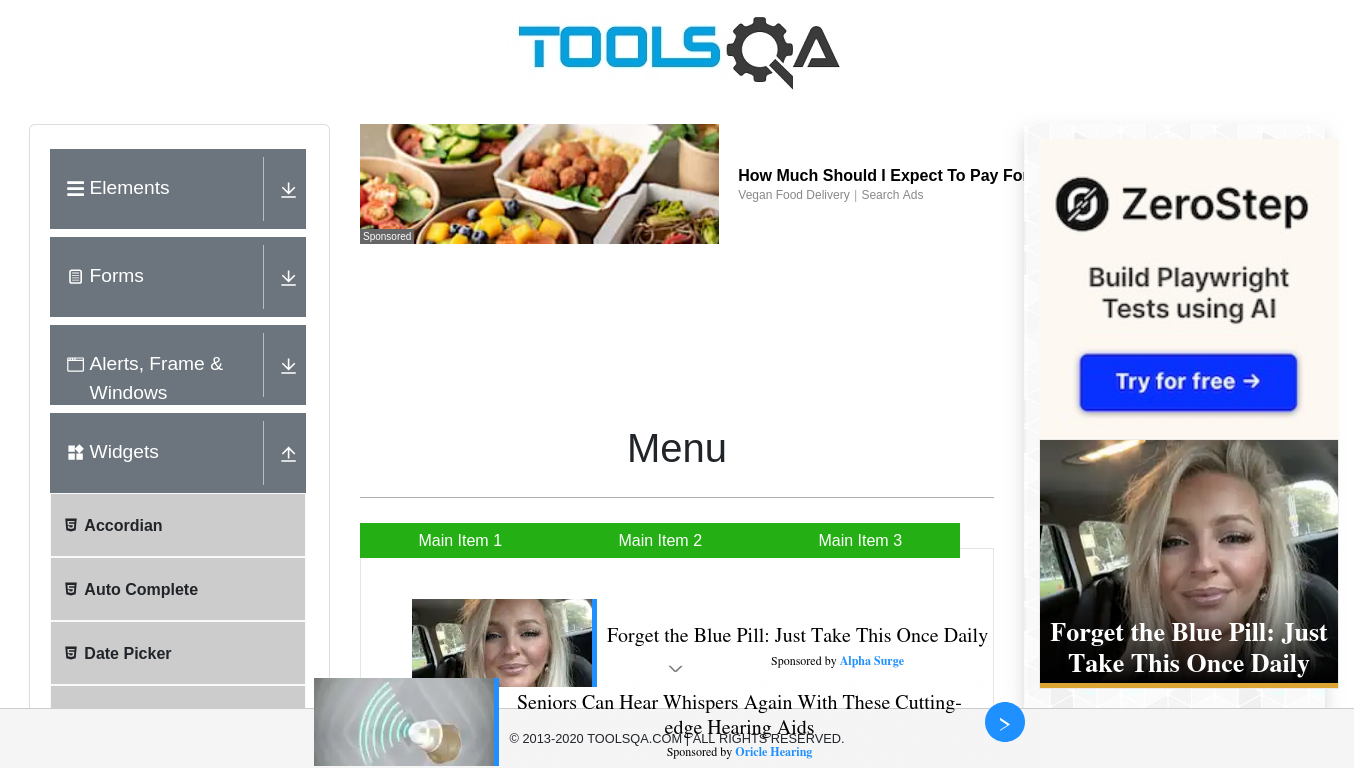 TOOLSQA
Elements
Forms
Alerts, Frame &
Windows
Widgets
Accordian
Auto Complete
Date Picker
Sponsored
How Much Should I Expect To Pay For
Vegan Food Delivery | Search Ads
Menu
Main Item 1
Main Item 2
Main Item 3
Forget the Blue Pill: Just Take This Once Daily
Sponsored by Alpha Surge
Seniors Can Hear Whispers Again With These Cutting-
edge Hearing Aids
© 2013-2020 TOOLSQA.COM | ALL RIGHTS RESERVED.
Sponsored by Oricle Hearing
ZeroStep
Build Playwright
Tests using AI
Try for free →
Forget the Blue Pill: Just
Take This Once Daily